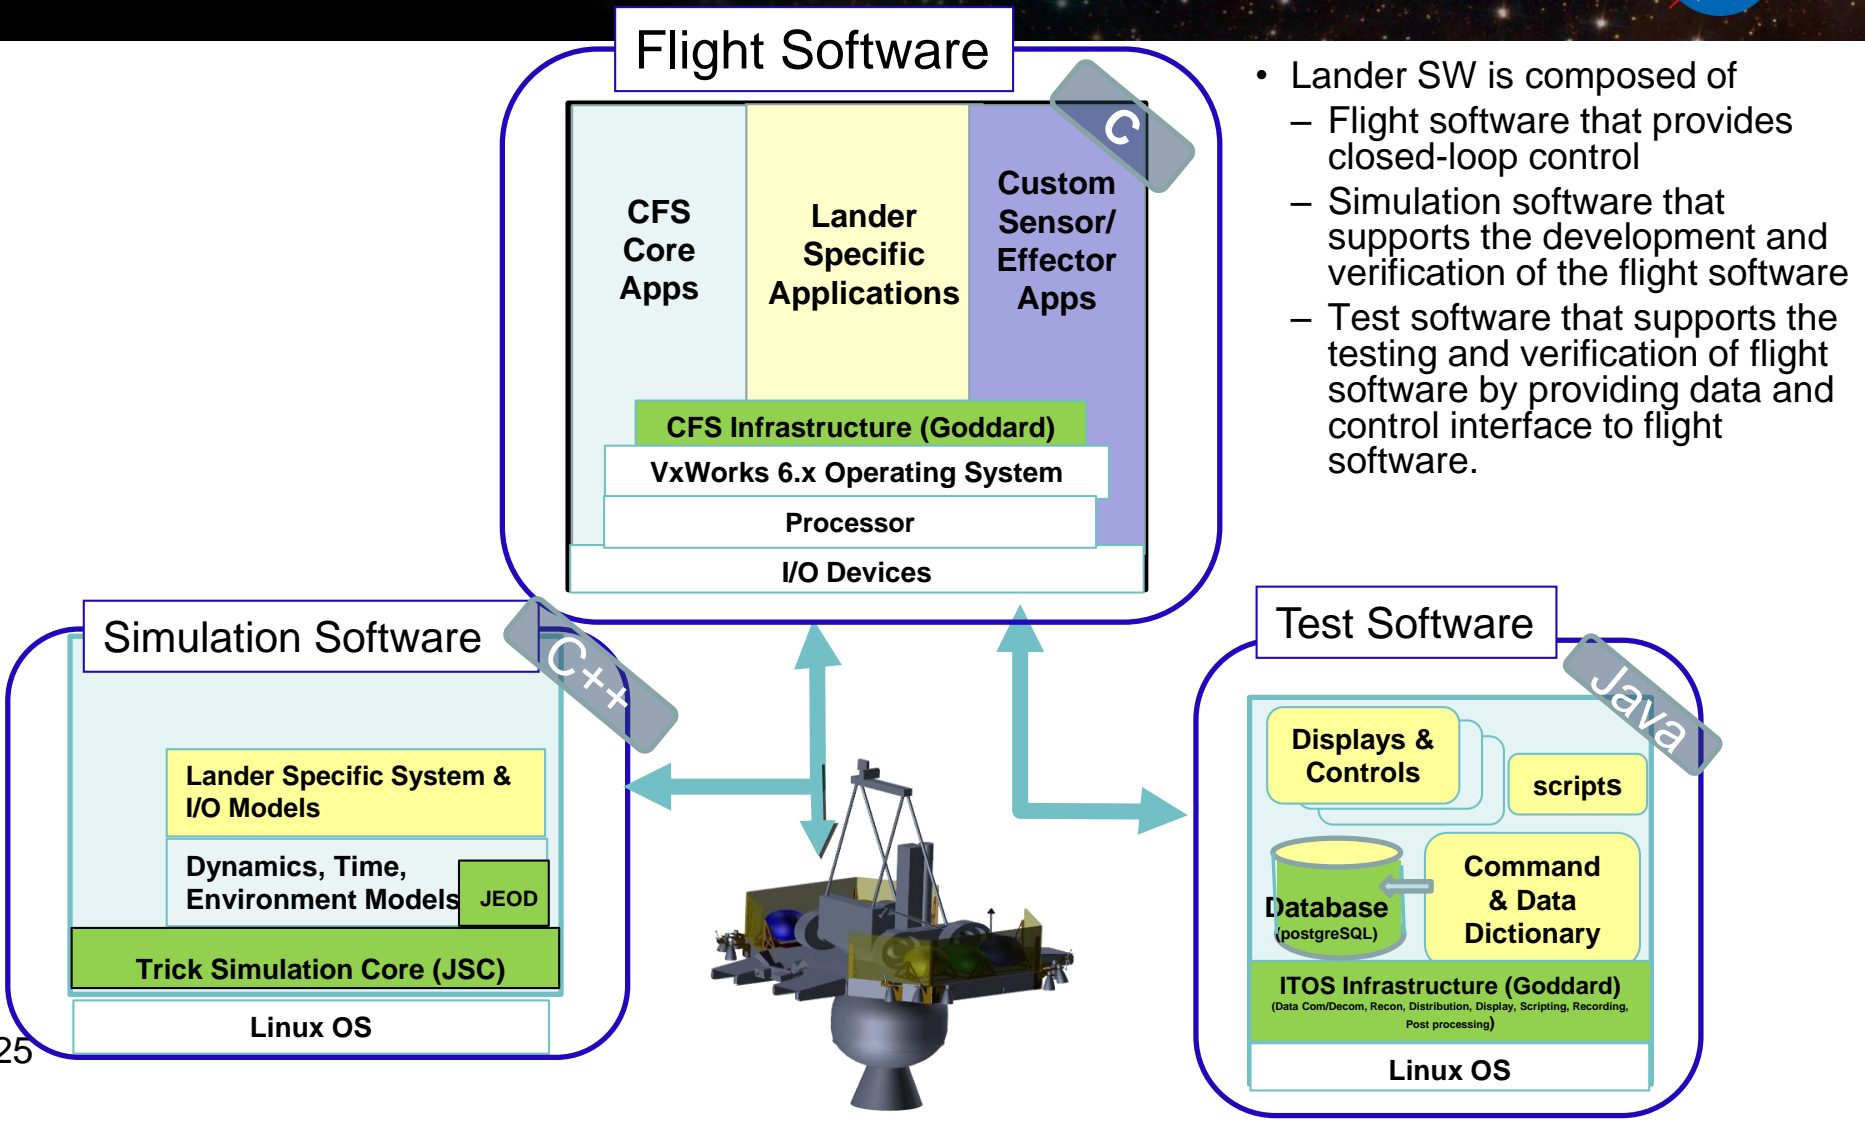 Flight Software
C
CFS
Core
Apps
Lander
Specific
Applications
Custom
Sensor/
Effector
Apps
CFS Infrastructure (Goddard)
VxWorks 6.x Operating System
Processor
I/O Devices
• Lander SW is composed of
– Flight software that provides
closed-loop control
– Simulation software that
supports the development and
verification of the flight software
– Test software that supports the
testing and verification of flight
software by providing data and
control interface to flight
software.
Simulation Software
C++
Lander Specific System &
I/O Models
Dynamics, Time,
Environment Models
JEOD
Trick Simulation Core (JSC)
Linux OS
25
Test Software
Java
Displays &
Controls
scripts
Database
(postgreSQL)
Command
& Data
Dictionary
ITOS Infrastructure (Goddard)
(Data Com/Decom, Recon, Distribution, Display, Scripting, Recording,
Post processing)
Linux OS